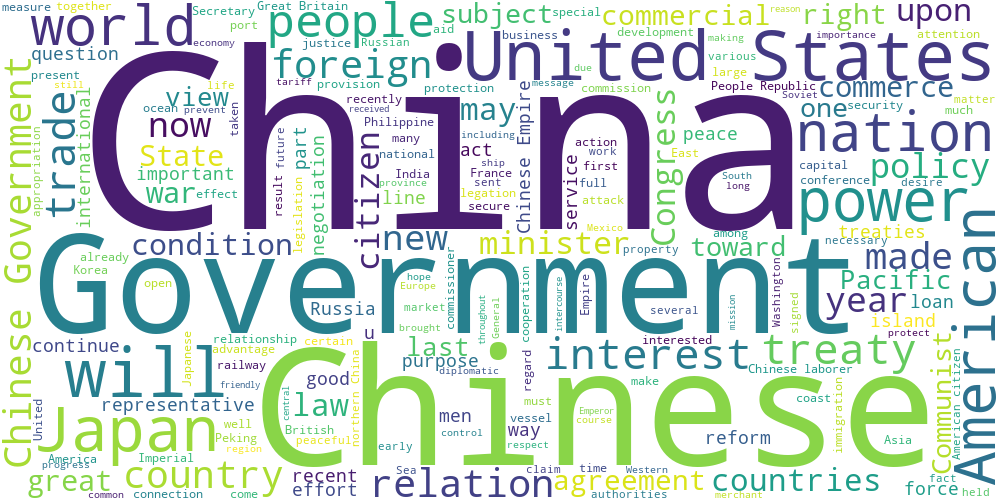 measure together Secretary Great Britain aid special reason
world people subject commercial right upon
port justice Russian business development making importance attention
question foreign United States
economy tariff provision protection commission due various
present still ocean prevent life message large People Republic Soviet matter
view recently may commerce
trade now received Philippine Chinese Empire one security much
China
taken many including act action peace nation
State citizen national ship work
important India France service first East capital
international part line sent full South conference desire
appropriation war effect result future province legation secure attack Congress long policy
legislation negotiation Mexico power
Chinese Government condition new minister toward among treaties necessary made
already property
Government
Korea open hope Europe commissioner General cooperation intercourse Empire several mission Washington signed Pacific
Russia market throughout year loan
u brought island
continue relationship certain last purpose diplomatic interest interested treaty protect
Japanese advantage railway regard
will friendly northern China good make Chinese laborer
representative central men Emperor course must coast immigration Communist American citizen
Chinese
Japan law vessel way
United well British control respect reform Asia
America Peking region peaceful early
progress Imperial Sea claim time Western
great country recent relation agreement countries force fact
common connection come effort authorities merchant held
American